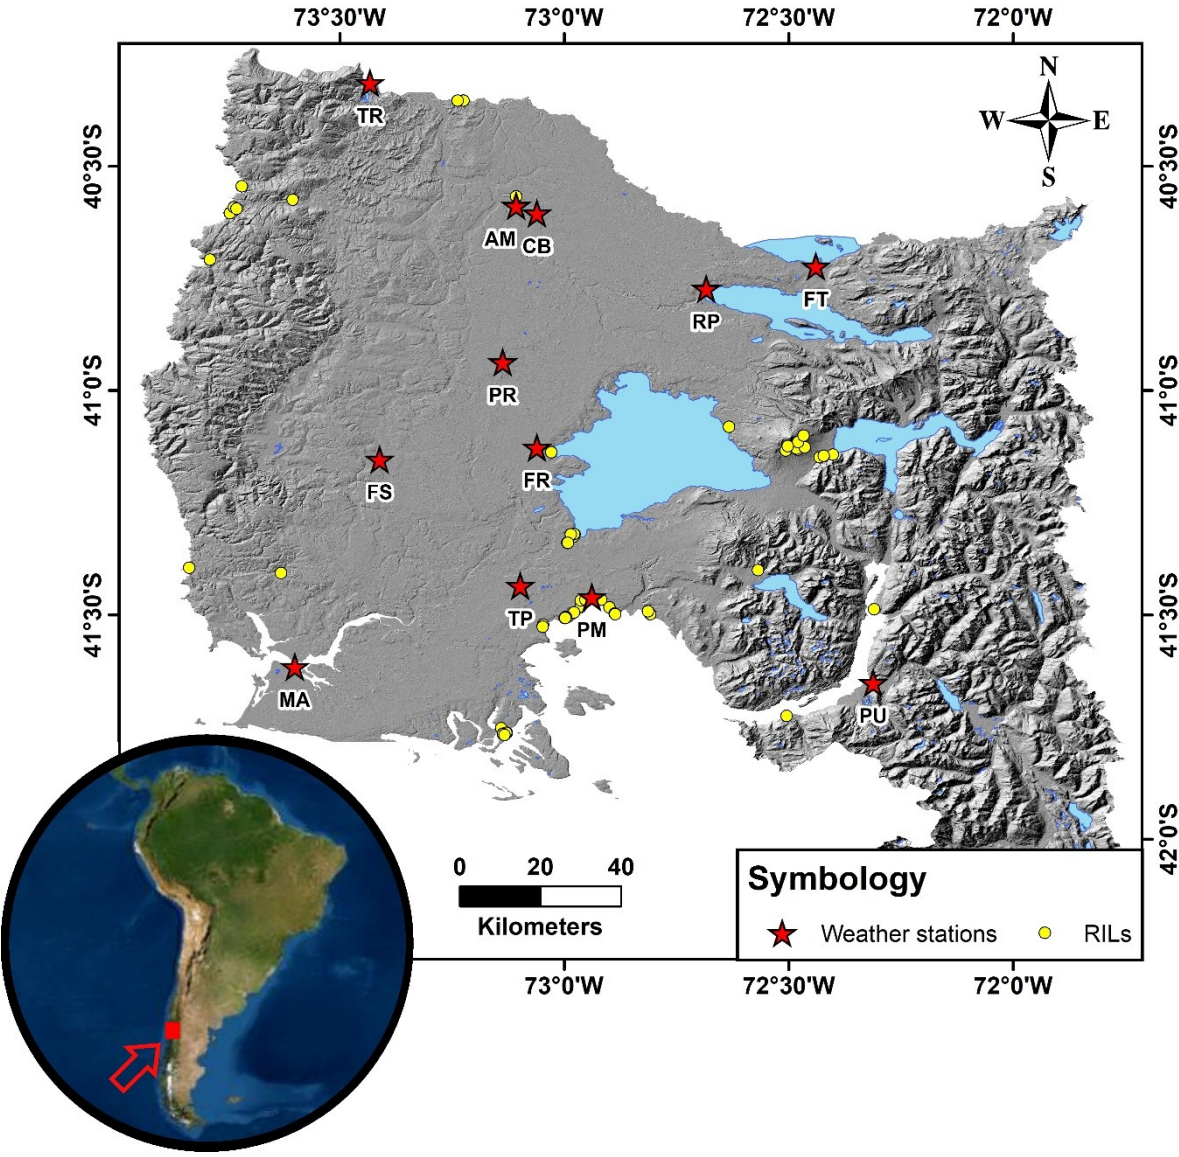 73°30'W 73°0'W 72°30'W 72°0'W
N
W E
S
TR
40°30'S 40°30'S
AM CB
FT
RP
41°0'S 41°0'S
PR
FR
FS
41°30'S 41°30'S
TP PM
MA
PU
42°0'S
0 20 40
Kilometers
Symbology
Weather stations RILs
73°0'W 72°30'W 72°0'W